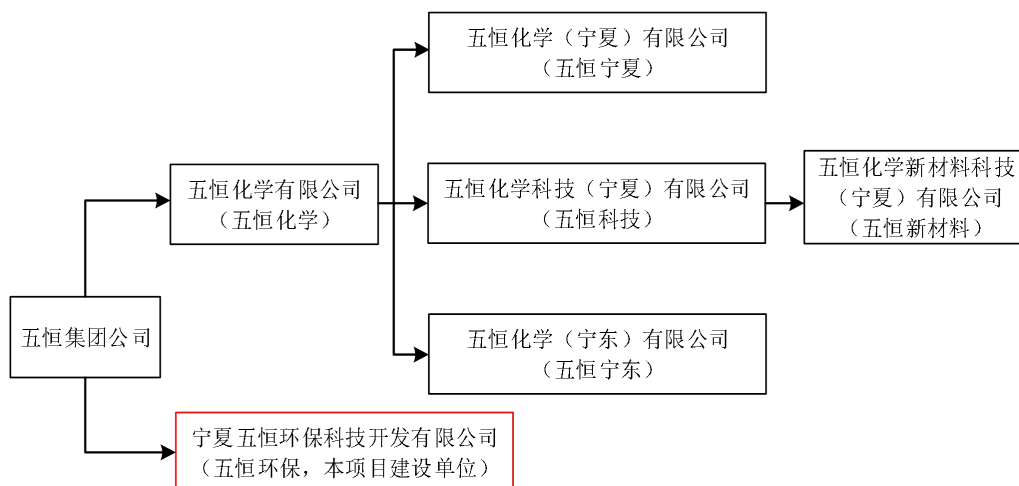 五恒化学（宁夏）有限公司
（五恒宁夏）
五恒化学有限公司
（五恒化学）
五恒化学科技（宁夏）有限公司
（五恒科技）
五恒化学新材料科技
（宁夏）有限公司
（五恒新材料）
五恒集团公司
五恒化学（宁东）有限公司
（五恒宁东）
宁夏五恒环保科技开发有限公司
（五恒环保，本项目建设单位）